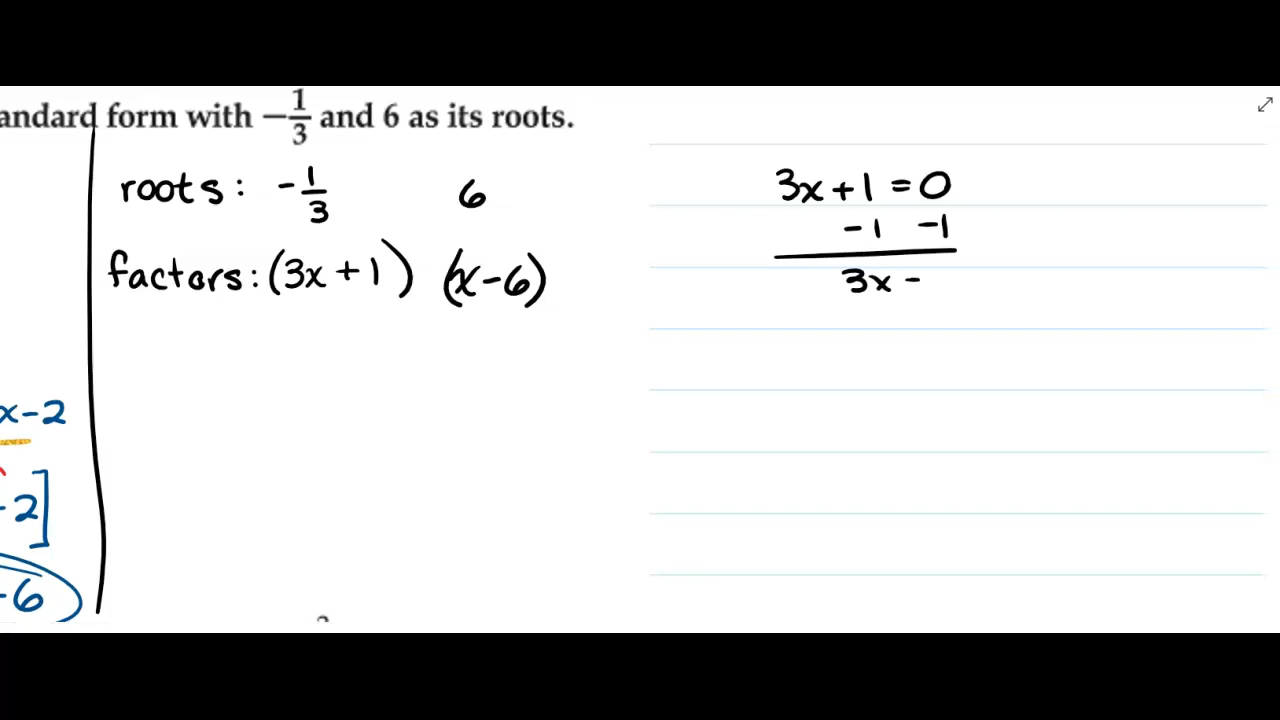 andard form with −1/3 and 6 as its roots.
roots: -1/3 6
factors: (3x+1) (x-6)
x-2
-2]
-6
3x+1=0
-1 -1
3x =